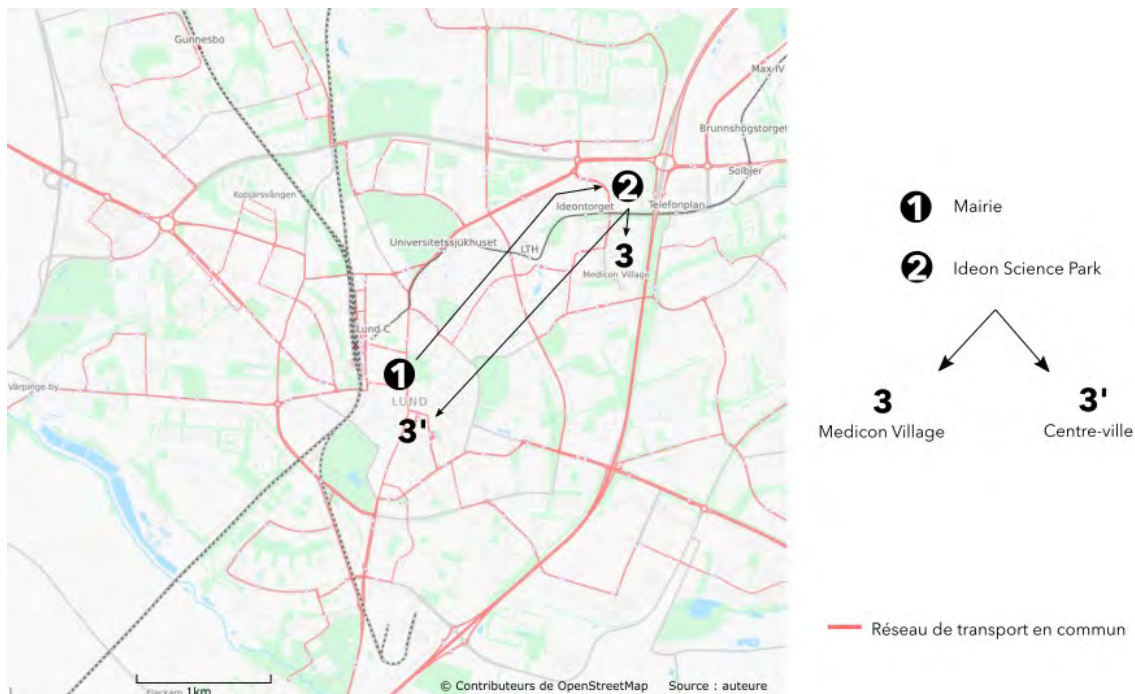 Gunnesbo
Max-IV
Brunnshögstorget
Solbjer
2
Kobjärsvången
Ideontorget
Telefonplan
Universitetssjukhuset
LTH
3
Medicon Village
Lund C
1
Värpinge by
LUND
3'
Flackarp
1km
© Contributeurs de OpenStreetMap Source : auteure
1 Mairie
2 Ideon Science Park
3 3'
Medicon Village Centre-ville
Réseau de transport en commun